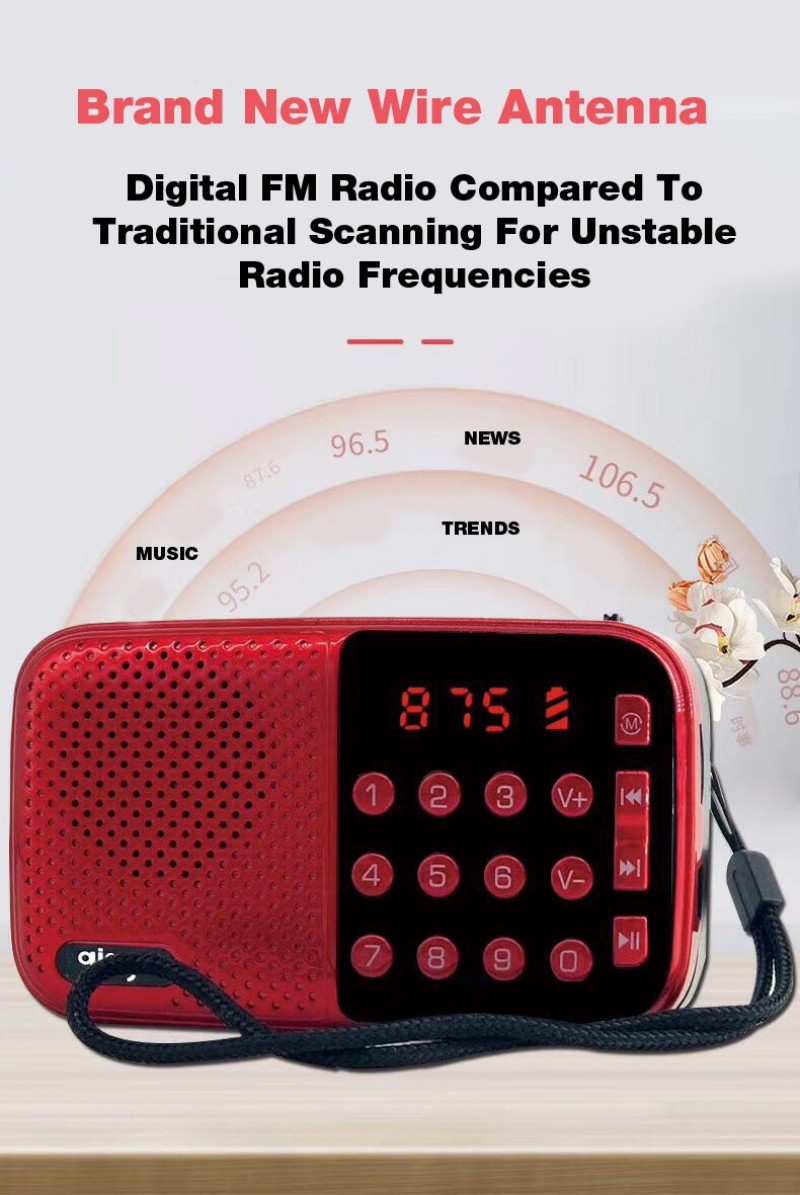 Brand New Wire Antenna
Digital FM Radio Compared To
Traditional Scanning For Unstable
Radio Frequencies
96.5
NEWS
87.6
106.5
TRENDS
MUSIC
95.2
88.6
875
M
1 2 3 V+
4 5 6 V-
7 8 9 0